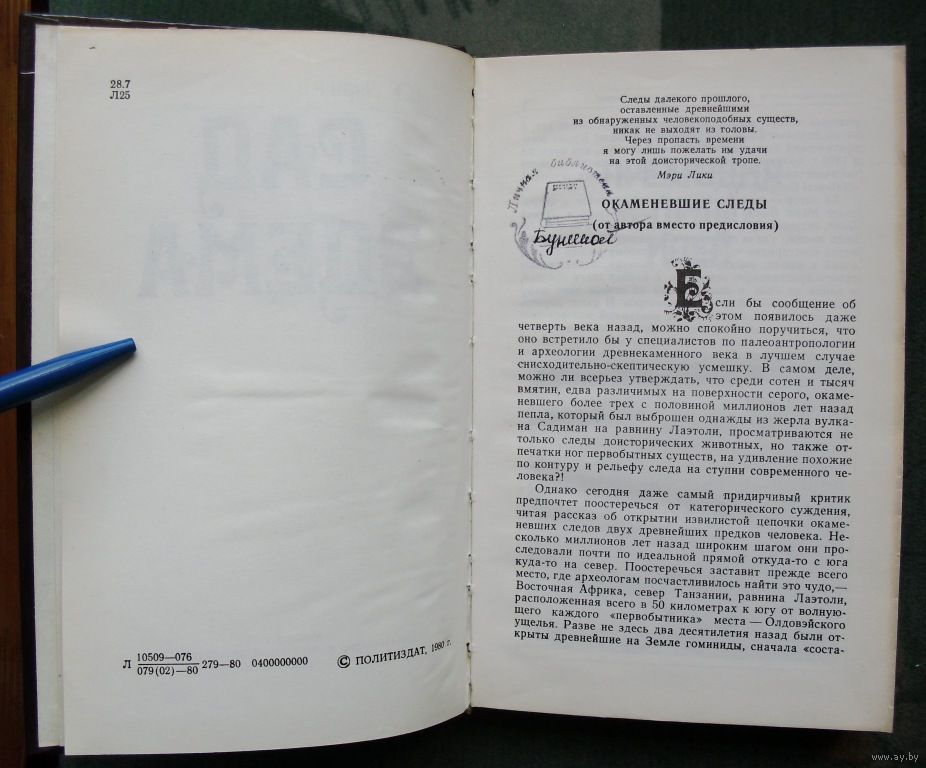 28.7
Л25
Л 10509—076
079(02)—80 279—80 0400000000
© ПОЛИТИЗДАТ, 1980 г.
Следы далекого прошлого,
оставленные древнейшими
из обнаруженных человекоподобных существ,
никак не выходят из головы.
Через пропасть времени
я могу лишь пожелать им удачи
на этой доисторической тропе.
Мэри Лики
Личная библиотека
ОКАМЕНЕВШИЕ СЛЕДЫ
(от автора вместо предисловия)
Если бы сообщение об
этом появилось даже
четверть века назад, можно спокойно поручиться, что
оно встретило бы у специалистов по палеоантропологии
и археологии древнекаменного века в лучшем случае
снисходительно-скептическую усмешку. В самом деле,
можно ли всерьез утверждать, что среди сотен и тысяч
вмятин, едва различимых на поверхности серого, окаме-
невшего более трех с половиной миллионов лет назад
пепла, который был выброшен однажды из жерла вулка-
на Садиман на равнину Лаэтоли, просматриваются не
только следы доисторических животных, но также от-
печатки ног первобытных существ, на удивление похожие
по контуру и рельефу следа на ступни современного че-
ловека?!
Однако сегодня даже самый придирчивый критик
предпочтет поостеречься от категорического суждения,
читая рассказ об открытии извилистой цепочки окаме-
невших следов двух древнейших предков человека. Не-
сколько миллионов лет назад широким шагом они про-
следовали почти по идеальной прямой откуда-то с юга
куда-то на север. Поостеречься заставит прежде всего
место, где археологам посчастливилось найти это чудо,—
Восточная Африка, север Танзании, равнина Лаэтоли,
расположенная всего в 50 километрах к югу от волную-
щего каждого «первобытника» места — Олдовэйского
ущелья. Разве не здесь два десятилетия назад были от-
крыты древнейшие на Земле гоминиды, сначала «соста-
www.ay.by